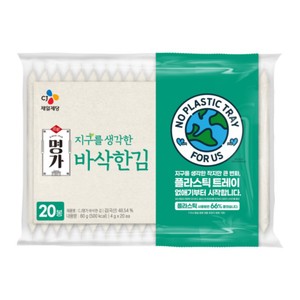 CJ
제일제당
명가
지구를 생각한
바삭한김
20봉
NO PLASTIC TRAY
FOR US
지구를 생각한 작지만 큰 변화,
플라스틱 트레이
없애기부터 시작합니다.
플라스틱
66%